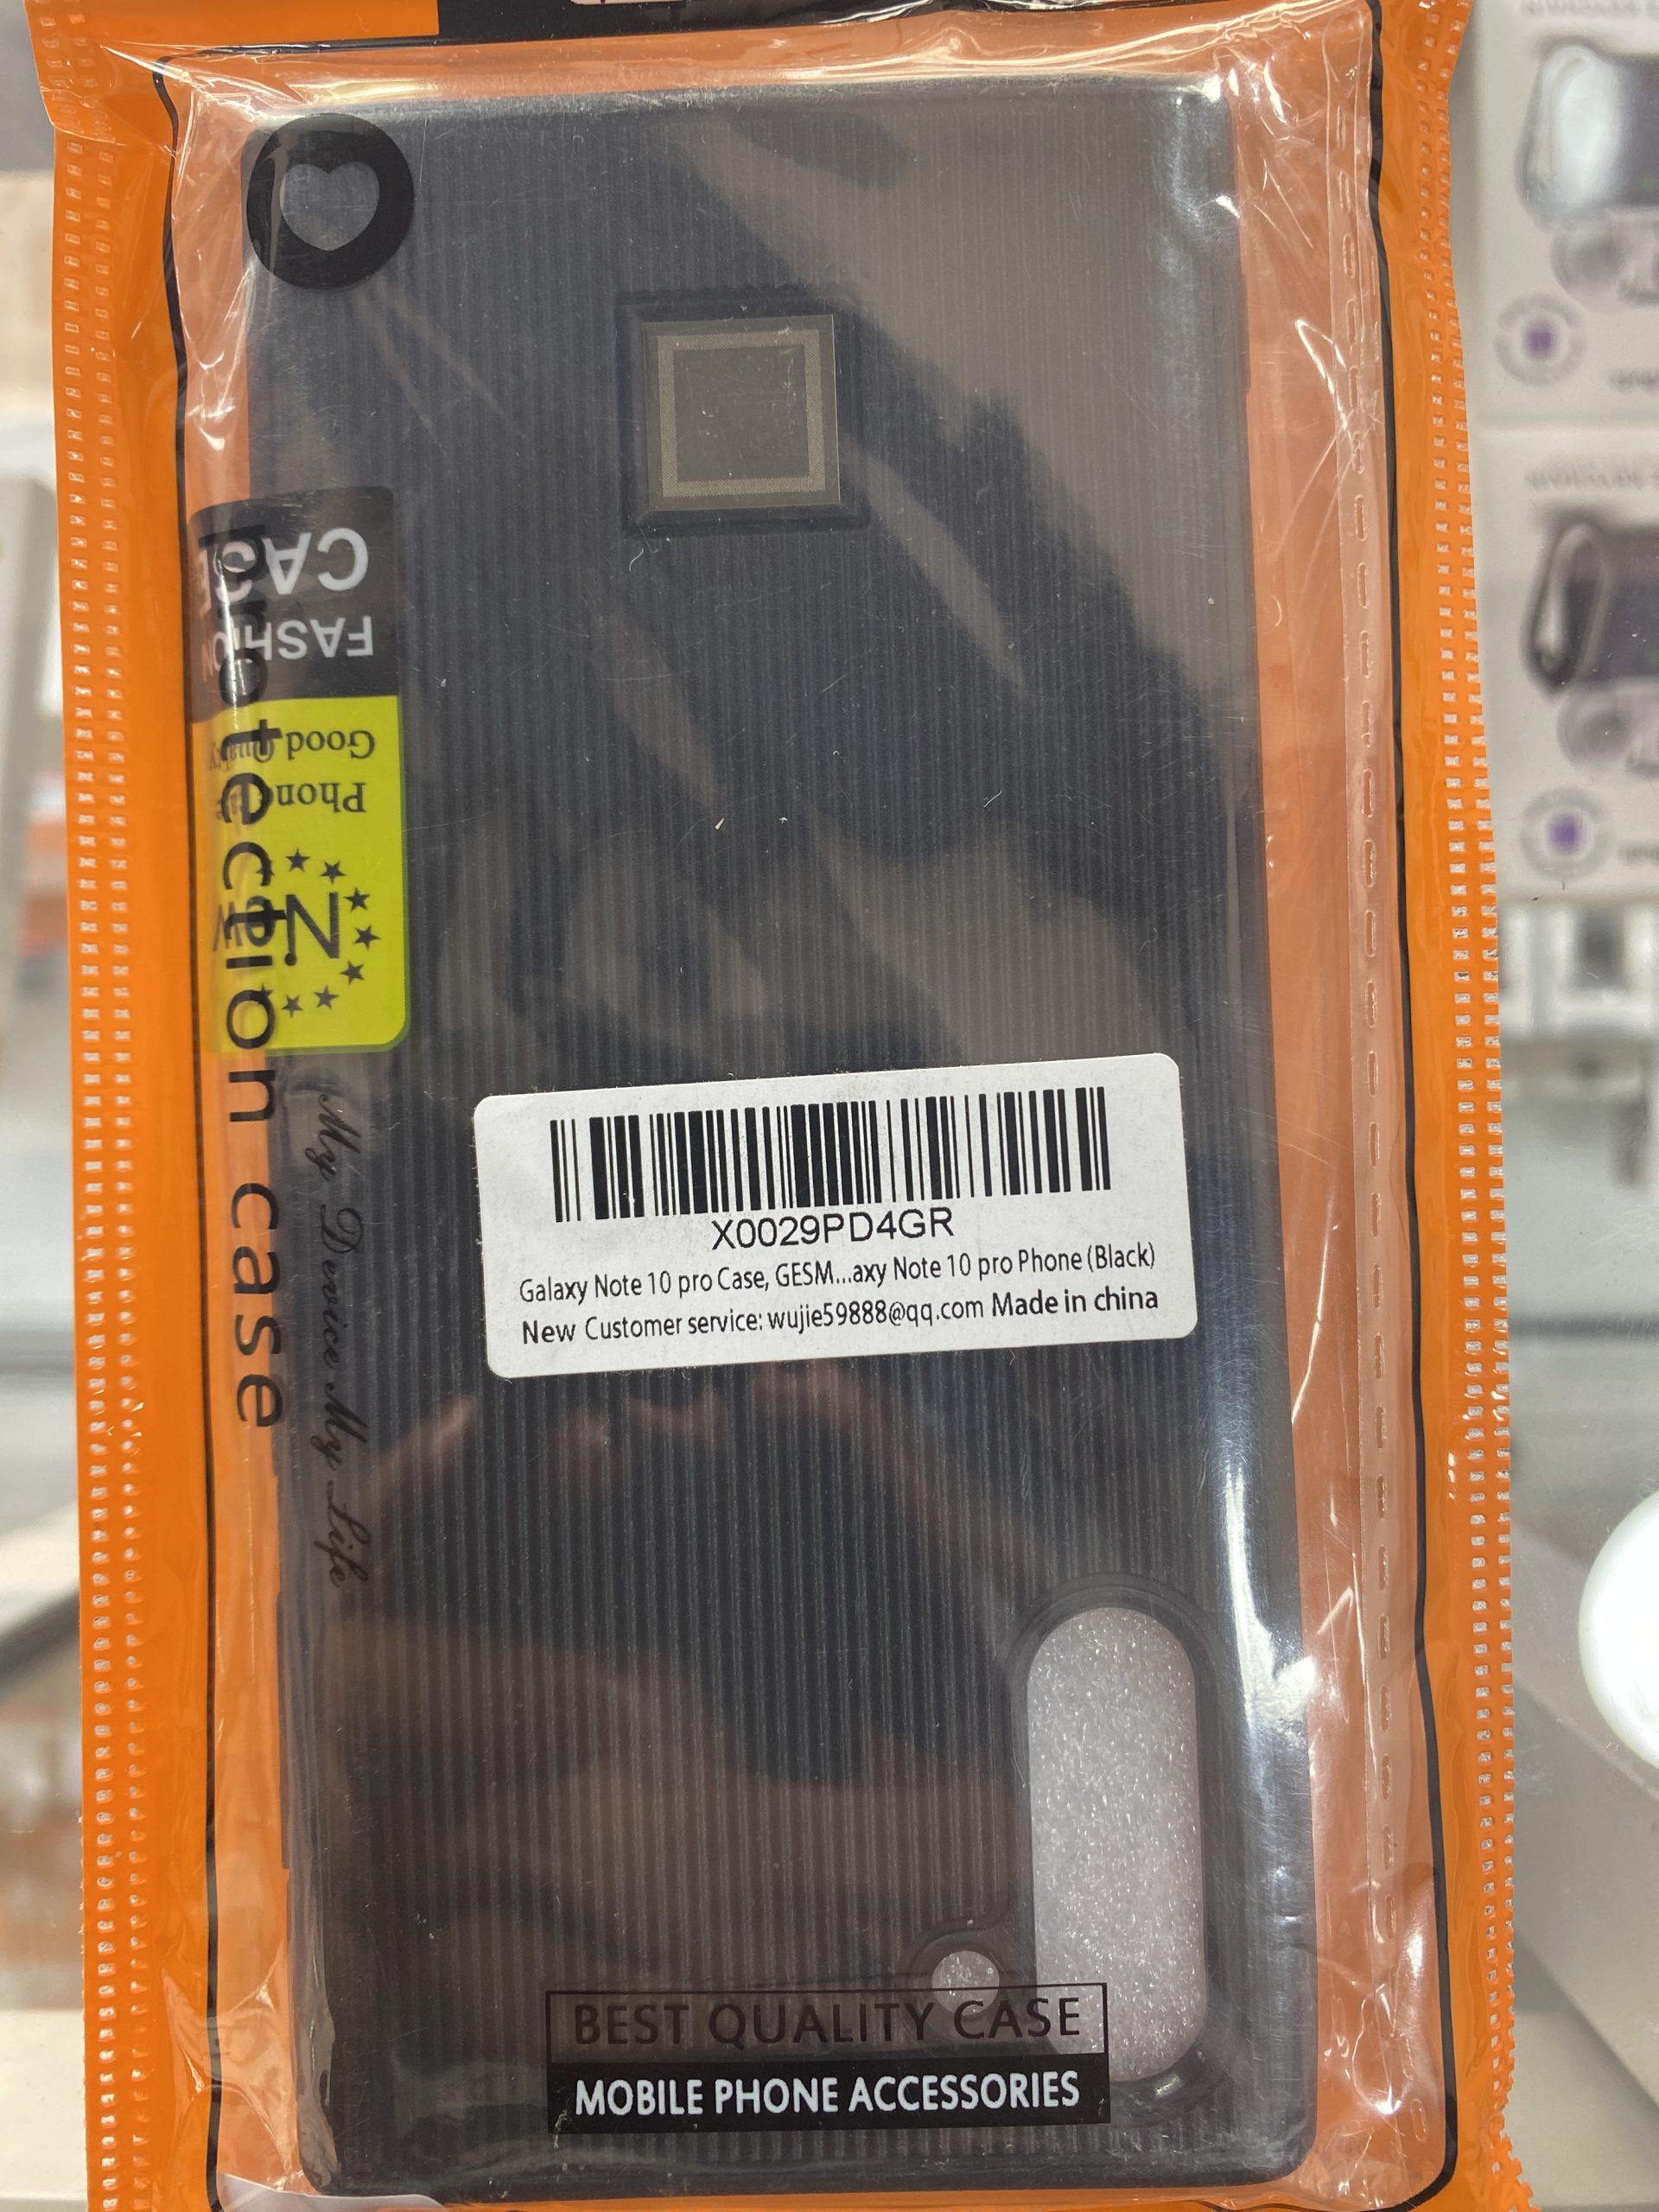 FASHION
CASE
Good Quality
Phone
protection case
My Device My Life
X0029PD4GR
Galaxy Note 10 pro Case, GESM...axy Note 10 pro Phone (Black)
New Customer service: wujie59888@qq.com Made in china
BEST QUALITY CASE
MOBILE PHONE ACCESSORIES